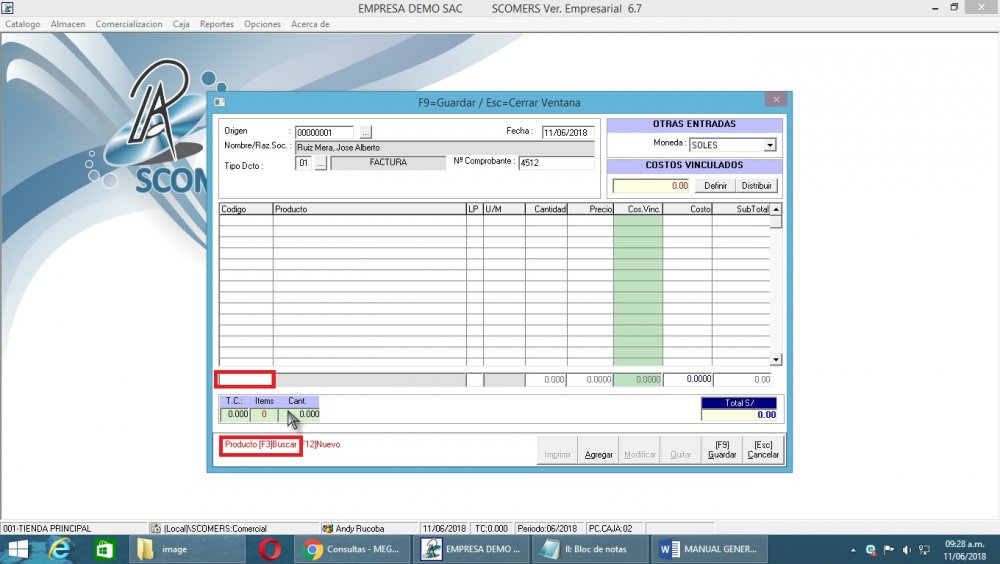 EMPRESA DEMO SAC SCOMERS Ver. Empresarial 6.7
Catalogo Almacen Comercializacion Caja Reportes Opciones Acerca de
SCOM
F9=Guardar / Esc=Cerrar Ventana
Origen : 00000001 ... Fecha : 11/06/2018
Nombre/Raz.Soc. : Ruiz Mera, Jose Alberto
Tipo Dcto : 01 ... FACTURA Nº Comprobante : 4512
OTRAS ENTRADAS
Moneda : SOLES
COSTOS VINCULADOS
0.00 Definir Distribuir
Codigo Producto LP U/M Cantidad Precio Cos.Vinc. Costo SubTotal
0.000 0.0000 0.0000 0.0000 0.00
T.C.: Items Cant.
0.000 0 0.000
Total S/
0.00
Producto [F3]Buscar F12]Nuevo
Imprimir Agregar Modificar Quitar [F9] Guardar [Esc] Cancelar
001-TIENDA PRINCIPAL (Local)\SCOMERS:Comercial Andy Rucoba 11/06/2018 TC:0.000 Periodo:06/2018 PC.CAJA:02
image Consultas - MEG... EMPRESA DEMO ... II: Bloc de notas MANUAL GENER...
09:28 a.m.
11/06/2018